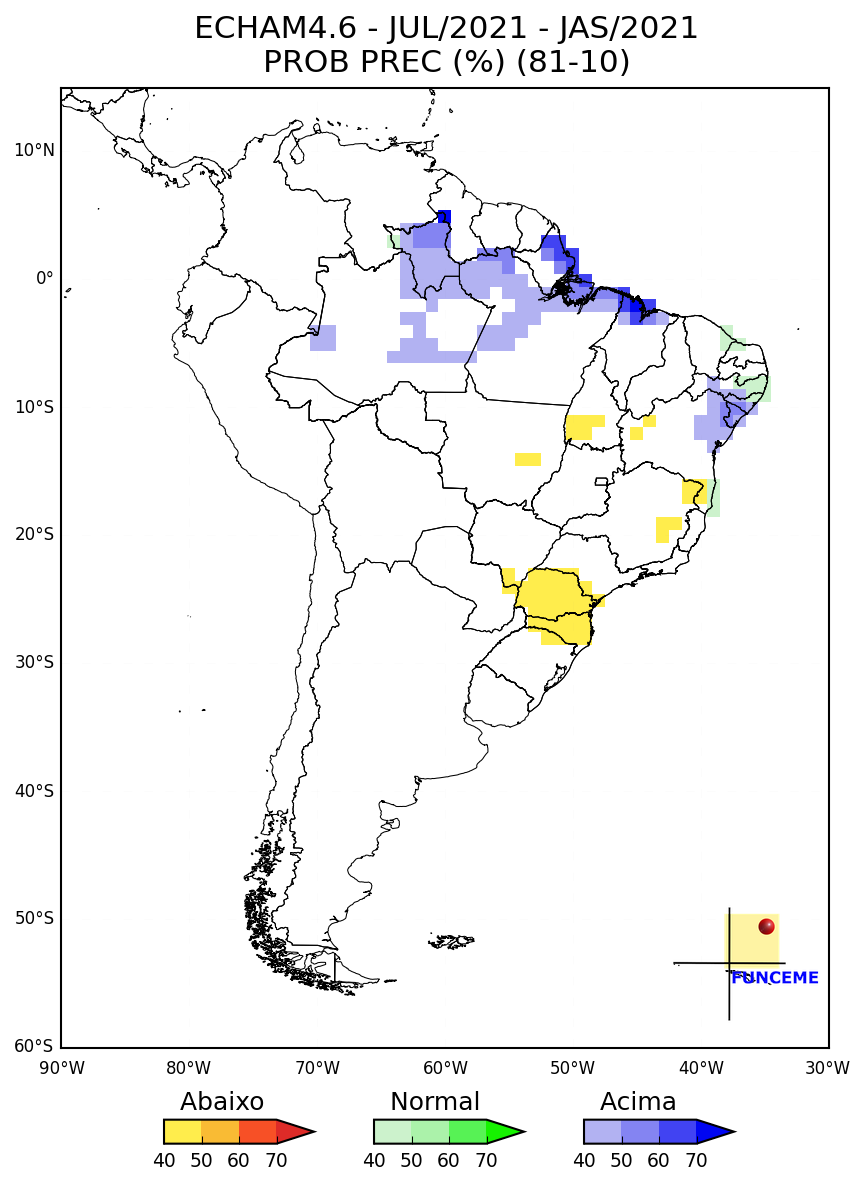 ECHAM4.6 - JUL/2021 - JAS/2021
PROB PREC (%) (81-10)
10°N
0°
10°S
20°S
30°S
40°S
50°S
60°S
FUNCEME
90°W 80°W 70°W 60°W 50°W 40°W 30°W
Abaixo Normal Acima
40 50 60 70 40 50 60 70 40 50 60 70